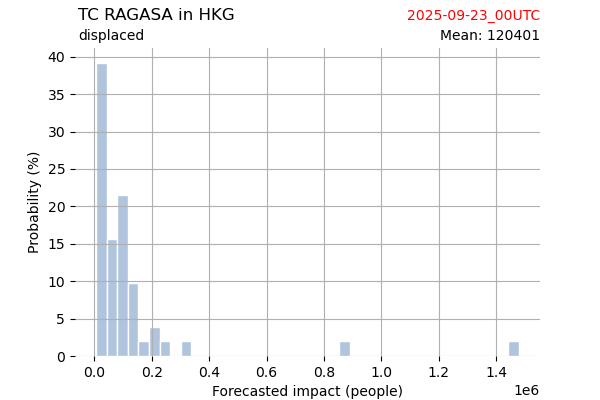 TC RAGASA in HKG
2025-09-23_00UTC
displaced
Mean: 120401
40
35
30
25
20
15
10
5
0
Probability (%)
0.0 0.2 0.4 0.6 0.8 1.0 1.2 1.4
1e6
Forecasted impact (people)